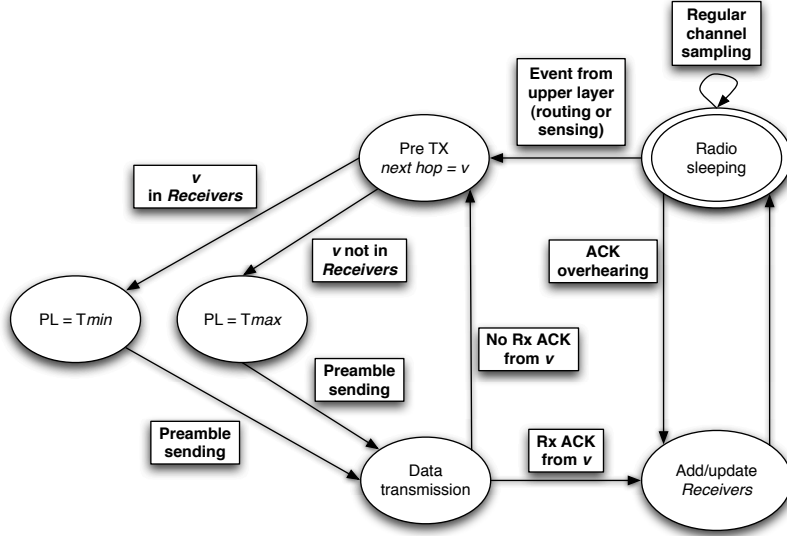 Regular
channel
sampling
Event from
upper layer
(routing or
sensing)
Pre TX
next hop = v
Radio
sleeping
v
in Receivers
v not in
Receivers
ACK
overhearing
PL = Tmin
PL = Tmax
No Rx ACK
from v
Preamble
sending
Preamble
sending
Rx ACK
from v
Data
transmission
Add/update
Receivers